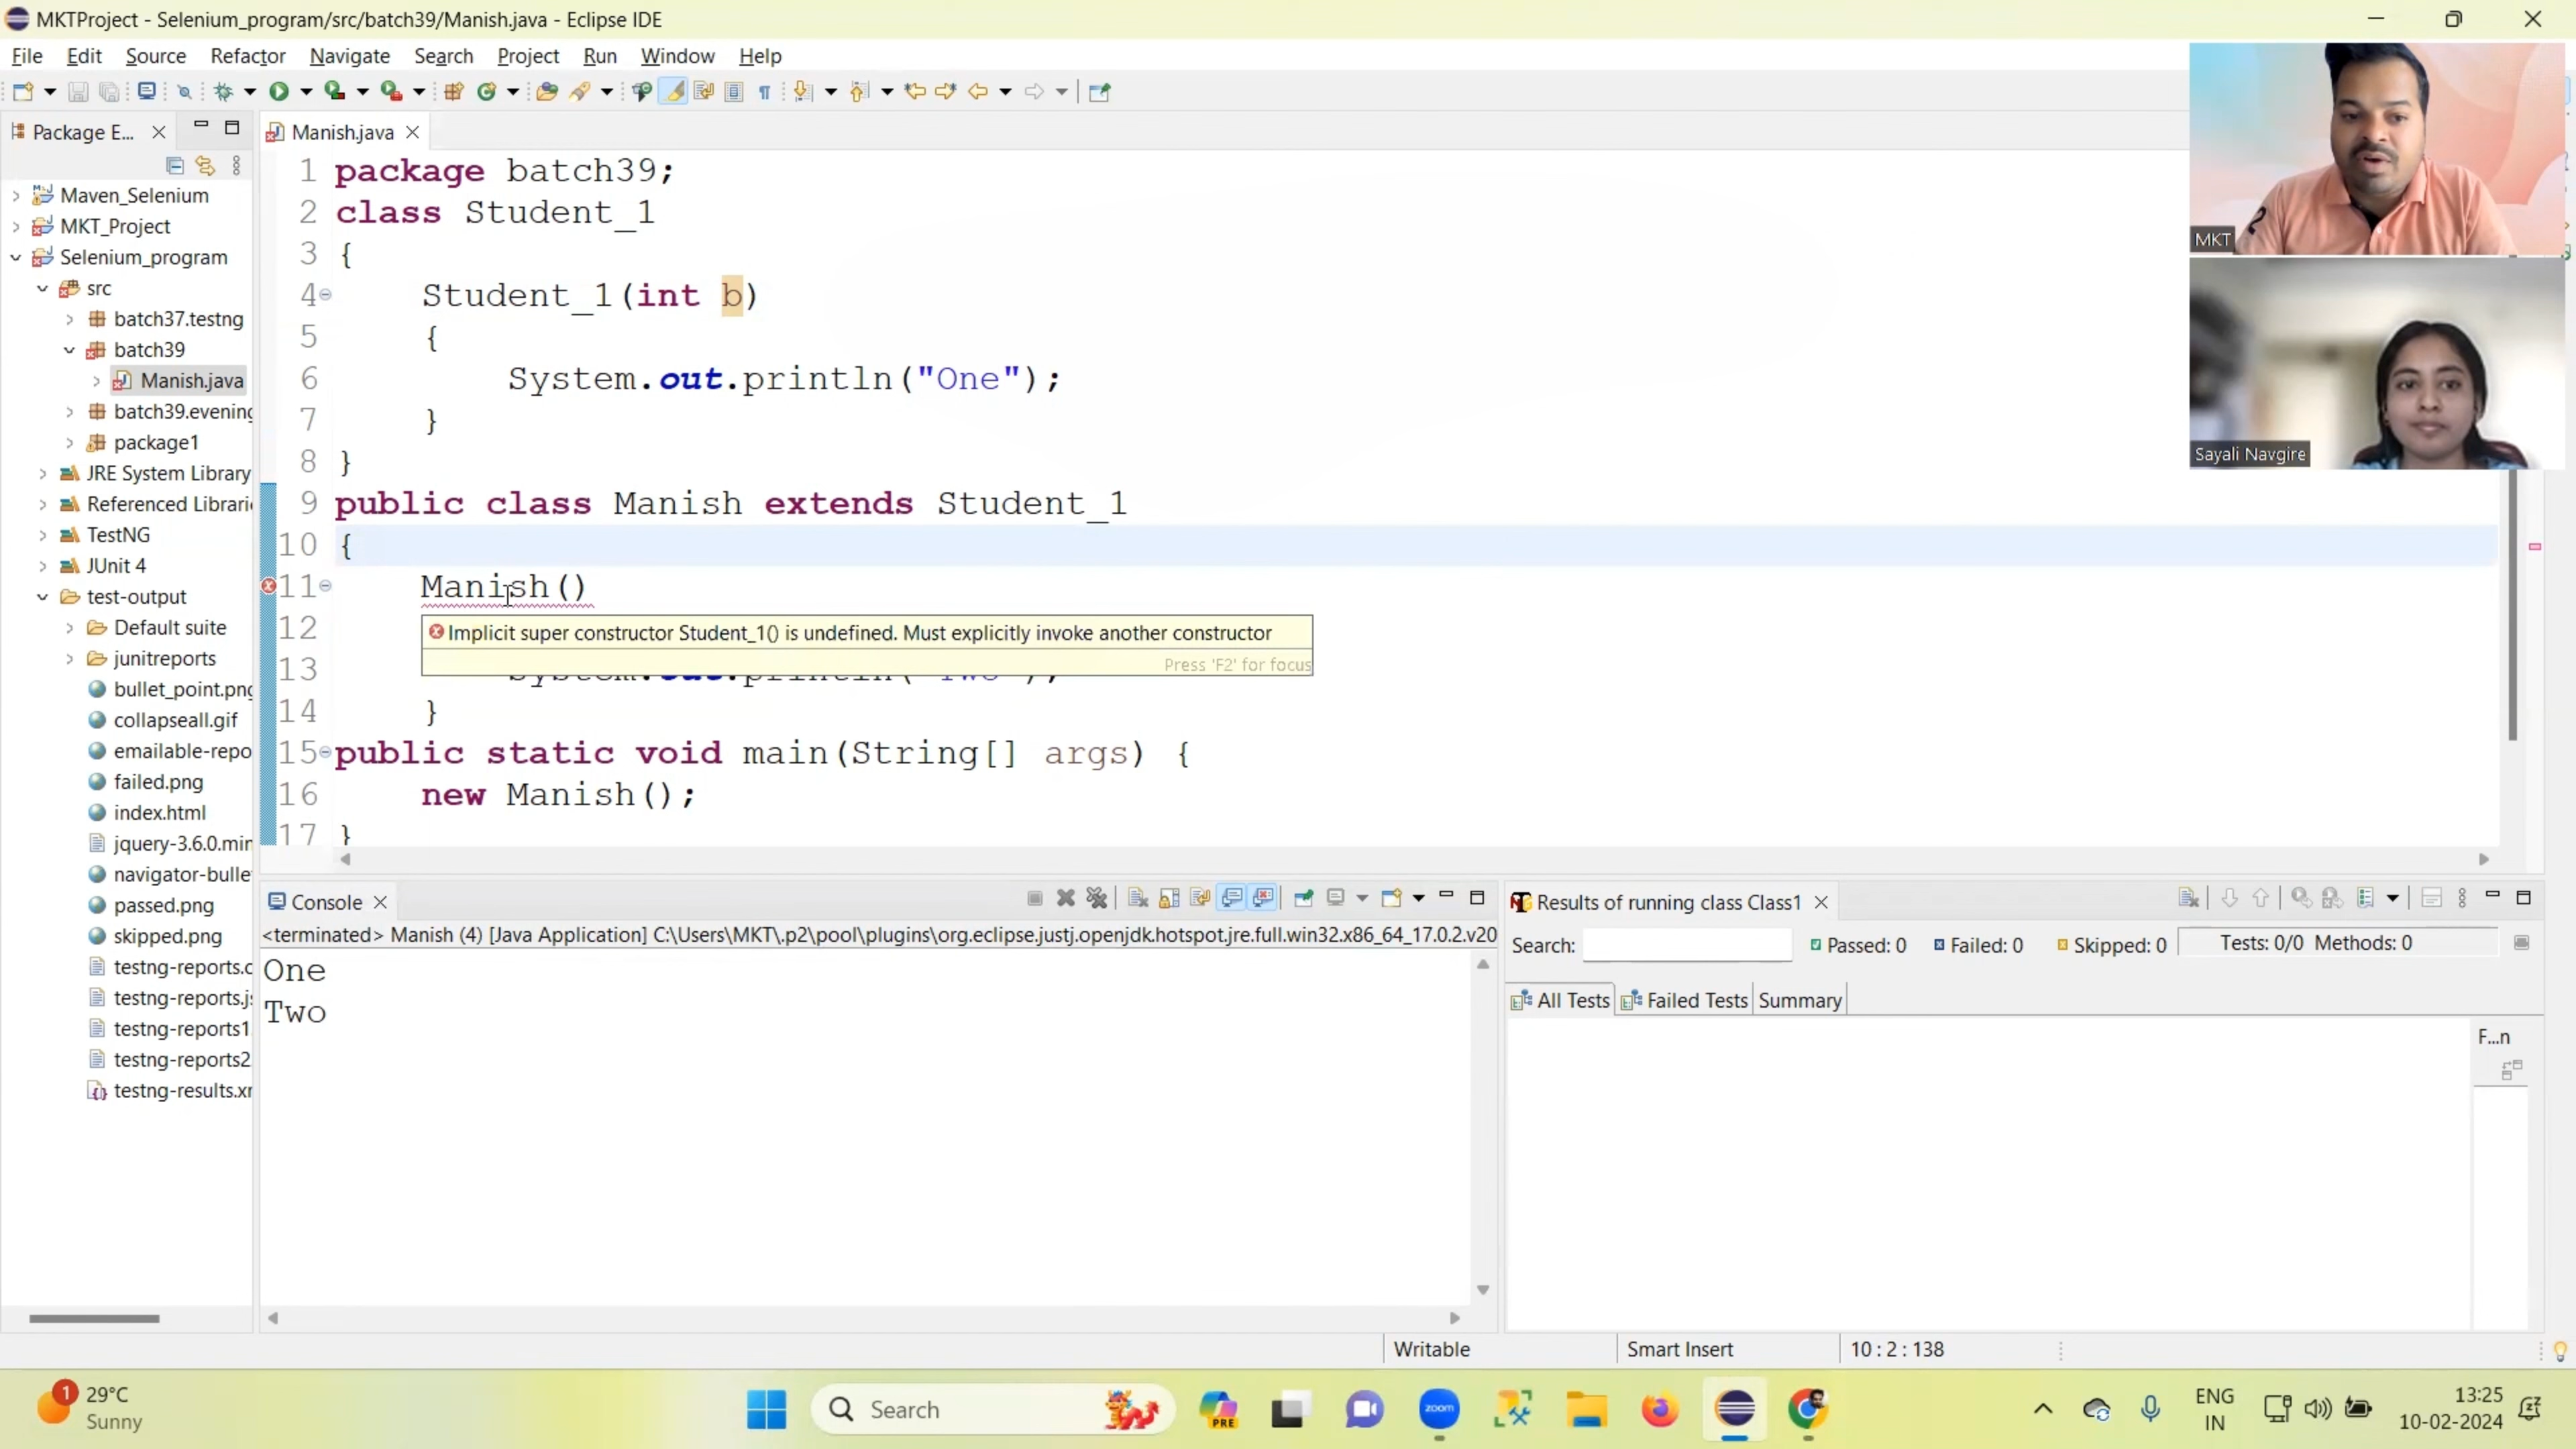 MKTProject - Selenium_program/src/batch39/Manish.java - Eclipse IDE
File Edit Source Refactor Navigate Search Project Run Window Help
Package E...
Manish.java
Maven_Selenium
MKT_Project
Selenium_program
src
batch37.testng
batch39
Manish.java
batch39.evening
package1
JRE System Library
Referenced Librari
TestNG
JUnit 4
test-output
Default suite
junitreports
bullet_point.png
collapseall.gif
emailable-repo
failed.png
index.html
jquery-3.6.0.min
navigator-bulle
passed.png
skipped.png
testng-reports.c
testng-reports.js
testng-reports1
testng-reports2
testng-results.xm
1 package batch39;
2 class Student_1
3 {
4 Student_1(int b)
5 {
6 System.out.println("One");
7 }
8 }
9 public class Manish extends Student_1
10 {
11 Manish()
12
Implicit super constructor Student_1() is undefined. Must explicitly invoke another constructor
Press 'F2' for focus
13 System.out.println("Two");
14 }
15 public static void main(String[] args) {
16 new Manish();
17 }
MKT
Sayali Navgire
Console
<terminated> Manish (4) [Java Application] C:\Users\MKT\.p2\pool\plugins\org.eclipse.justj.openjdk.hotspot.jre.full.win32.x86_64_17.0.2.v20
One
Two
Results of running class Class1
Search: Passed: 0 Failed: 0 Skipped: 0 Tests: 0/0 Methods: 0
All Tests Failed Tests Summary
F...n
Writable Smart Insert 10 : 2 : 138
1
29°C
Sunny
Search
PRE
zoom
ENG
IN
13:25
10-02-2024